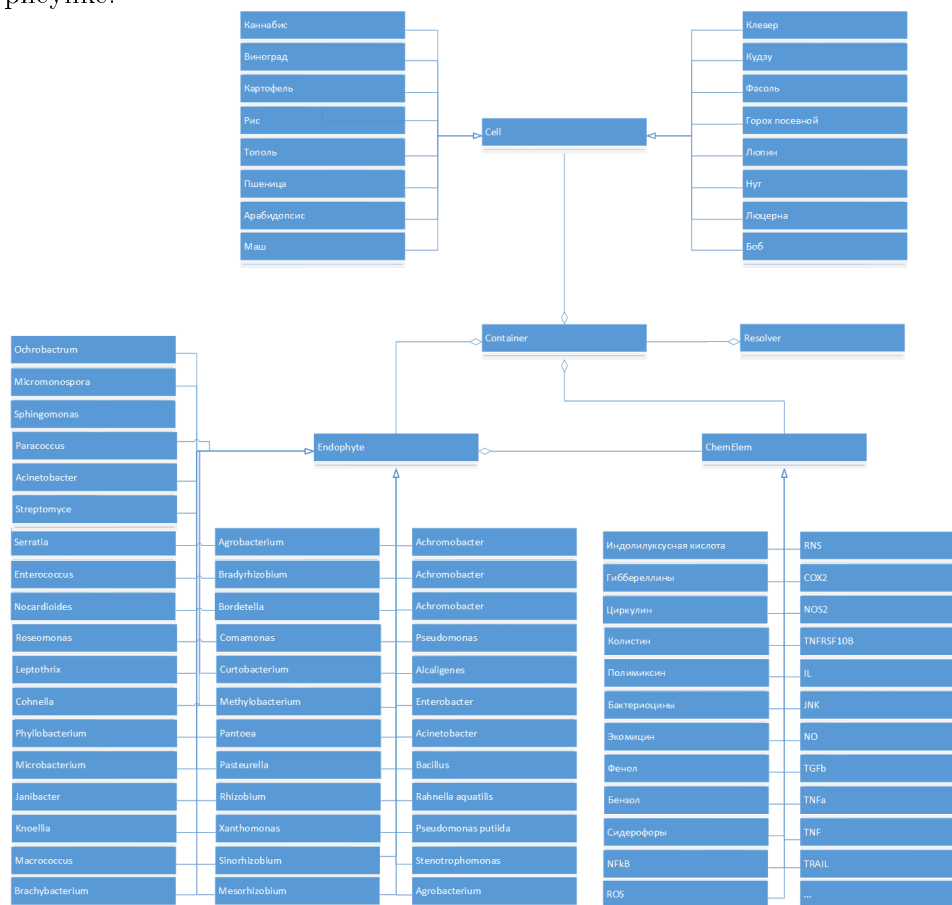 рисунке.
Каннабис
Виноград
Картофель
Рис
Тополь
Пшеница
Арабидопсис
Маш
Cell
Клевер
Кудзу
Фасоль
Горох посевной
Люпин
Нут
Люцерна
Боб
Container
Resolver
Endophyte
ChemElem
Ochrobactrum
Micromonospora
Sphingomonas
Paracoccus
Acinetobacter
Streptomyce
Serratia
Enterococcus
Nocardioides
Roseomonas
Leptothrix
Cohnella
Phyllobacterium
Microbacterium
Janibacter
Knoellia
Macrococcus
Brachybacterium
Agrobacterium
Bradyrhizobium
Bordetella
Comamonas
Curtobacterium
Methylobacterium
Pantoea
Pasteurella
Rhizobium
Xanthomonas
Sinorhizobium
Mesorhizobium
Achromobacter
Achromobacter
Achromobacter
Pseudomonas
Alcaligenes
Enterobacter
Acinetobacter
Bacillus
Rahnella aquatilis
Pseudomonas putiida
Stenotrophomonas
Agrobacterium
Индолилуксусная кислота
Гиббереллины
Циркулин
Колистин
Полимиксин
Бактериоцины
Экомицин
Фенол
Бензол
Сидерофоры
NFkB
ROS
RNS
COX2
NOS2
TNFRSF10B
IL
JNK
NO
TGFb
TNFa
TNF
TRAIL
...